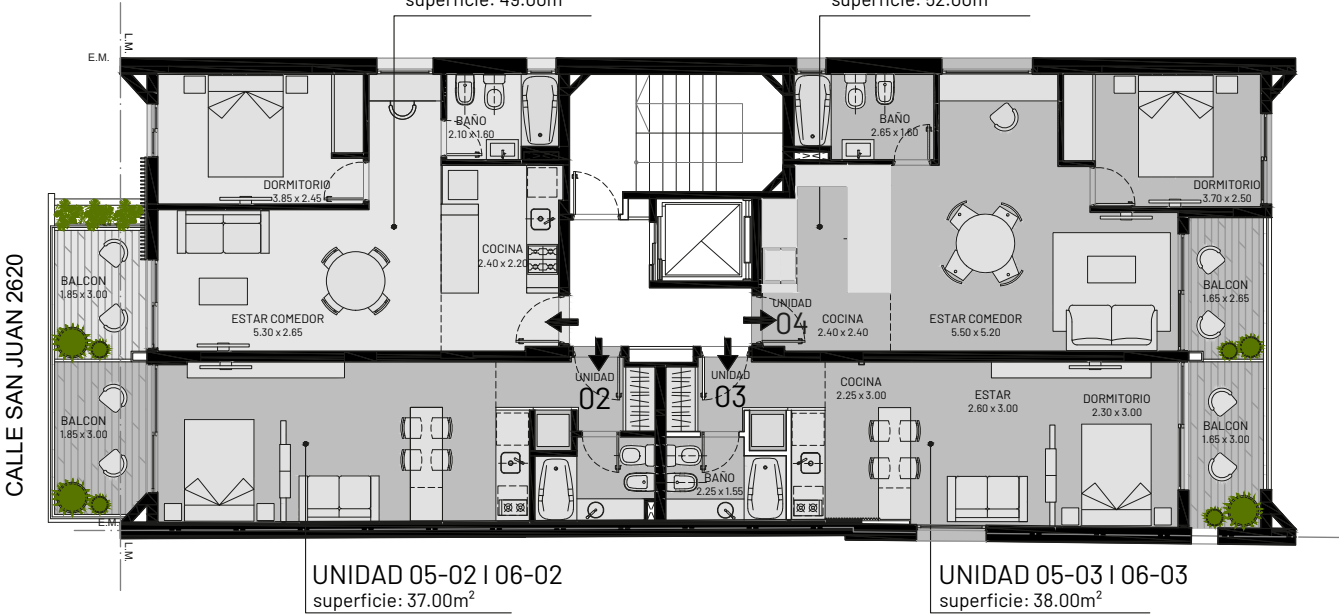 superficie: 49.00m²
superficie: 52.00m²
E.M.
L.M.
BAÑO
2.10 x 1.60
BAÑO
2.65 x 1.60
DORMITORIO
3.85 x 2.45
DORMITORIO
3.70 x 2.50
CALLE SAN JUAN 2620
BALCON
1.85 x 3.00
COCINA
2.40 x 2.20
ESTAR COMEDOR
5.30 x 2.65
UNIDAD
04
COCINA
2.40 x 2.40
ESTAR COMEDOR
5.50 x 5.20
BALCON
1.65 x 2.65
UNIDAD
02
UNIDAD
03
COCINA
2.25 x 3.00
ESTAR
2.60 x 3.00
DORMITORIO
2.30 x 3.00
BALCON
1.85 x 3.00
BALCON
1.65 x 3.00
BAÑO
2.25 x 1.55
E.M.
L.M.
UNIDAD 05-02 | 06-02
superficie: 37.00m²
UNIDAD 05-03 | 06-03
superficie: 38.00m²